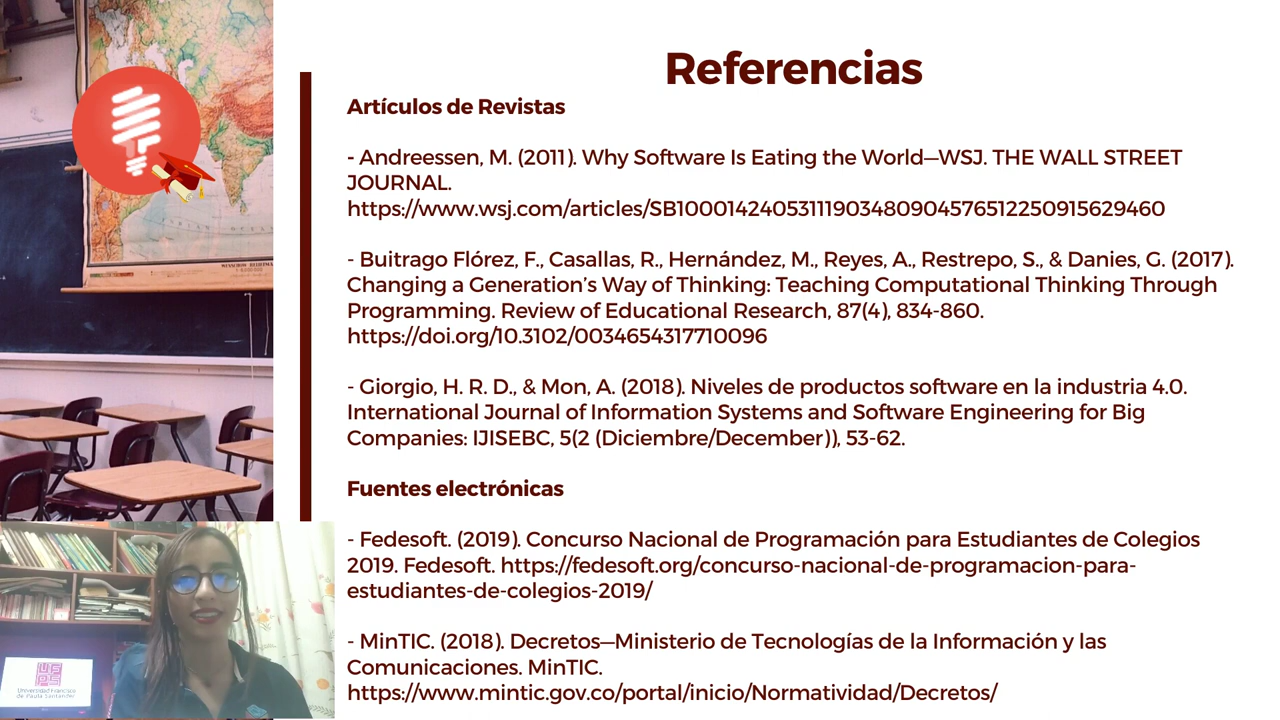 Referencias
Artículos de Revistas
- Andreessen, M. (2011). Why Software Is Eating the World—WSJ. THE WALL STREET
JOURNAL.
https://www.wsj.com/articles/SB10001424053111903480904576512250915629460
- Buitrago Flórez, F., Casallas, R., Hernández, M., Reyes, A., Restrepo, S., & Danies, G. (2017).
Changing a Generation's Way of Thinking: Teaching Computational Thinking Through
Programming. Review of Educational Research, 87(4), 834-860.
https://doi.org/10.3102/0034654317710096
- Giorgio, H. R. D., & Mon, A. (2018). Niveles de productos software en la industria 4.0.
International Journal of Information Systems and Software Engineering for Big
Companies: IJISEBC, 5(2 (Diciembre/December)), 53-62.
Fuentes electrónicas
- Fedesoft. (2019). Concurso Nacional de Programación para Estudiantes de Colegios
2019. Fedesoft. https://fedesoft.org/concurso-nacional-de-programacion-para-
estudiantes-de-colegios-2019/
- MinTIC. (2018). Decretos—Ministerio de Tecnologías de la Información y las
Comunicaciones. MinTIC.
https://www.mintic.gov.co/portal/inicio/Normatividad/Decretos/
Universidad Francisco
de Paula Santander